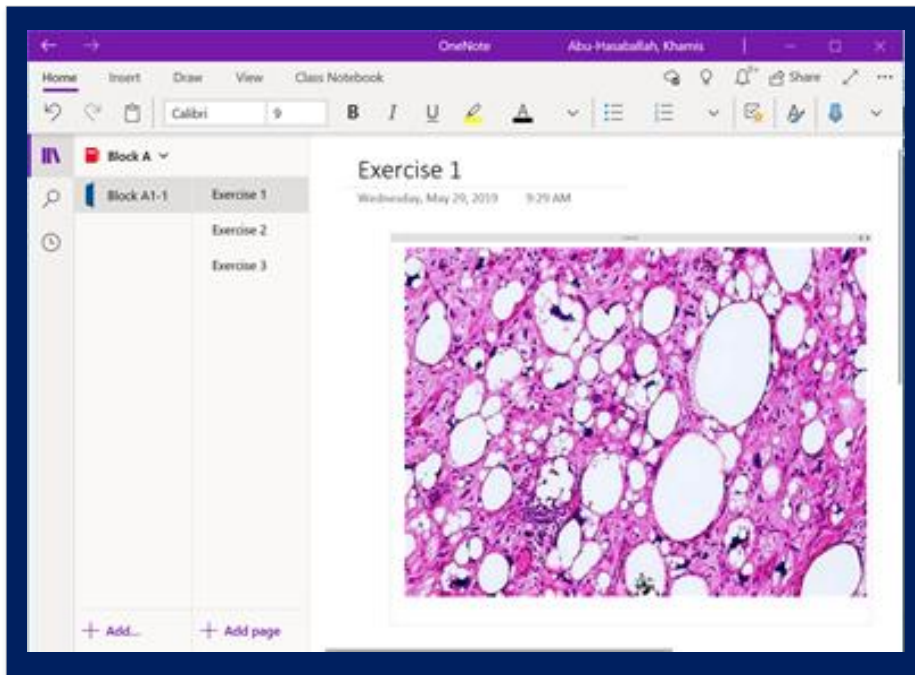 OneNote Abu-Hasaballah, Khamis
Home Insert Draw View Class Notebook Share
Calibri 9 B I U A
Block A
Exercise 1
Block A1-1 Exercise 1
Wednesday, May 29, 2019 9:29 AM
Exercise 2
Exercise 3
+ Add... + Add page